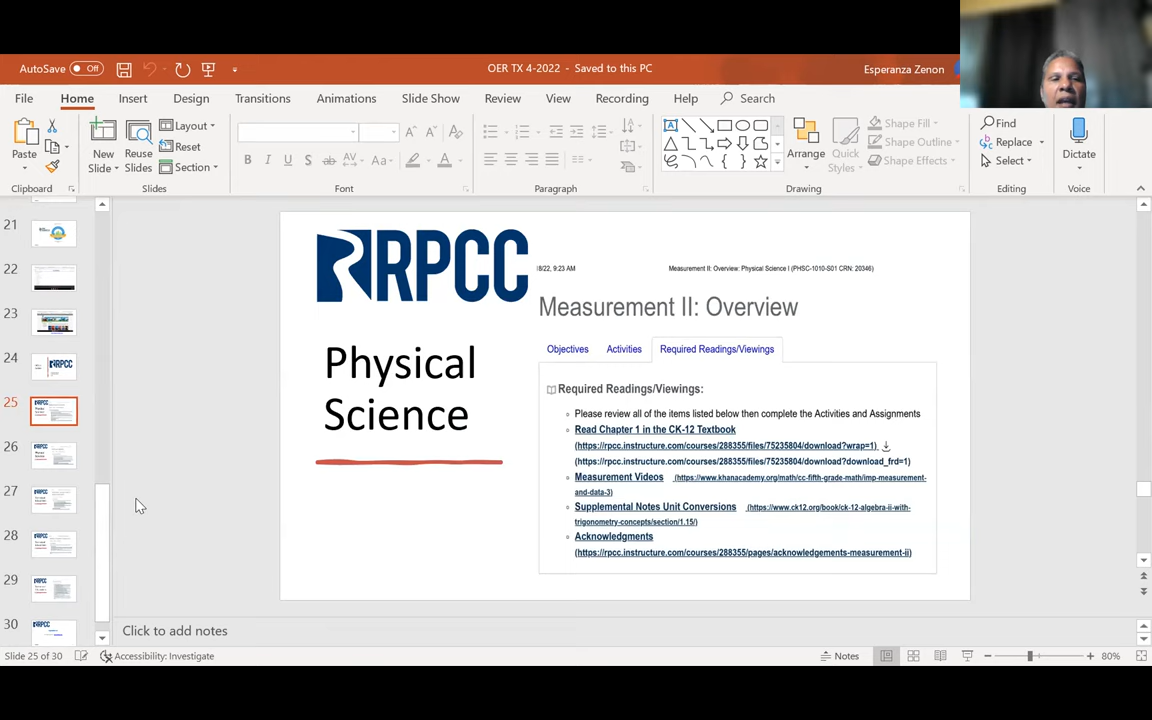 AutoSave Off
OER TX 4-2022 - Saved to this PC
Esperanza Zenon
File Home Insert Design Transitions Animations Slide Show Review View Recording Help Search
Paste
Clipboard
New Slide
Reuse Slides
Layout
Reset
Section
Slides
B I U S ab AV Aa A
Font
Paragraph
Arrange
Quick Styles
Shape Fill
Shape Outline
Shape Effects
Drawing
Find
Replace
Select
Editing
Dictate
Voice
21
22
23
24
25
26
27
28
29
30
RPCC
Physical
Science
8/22, 9:23 AM
Measurement II: Overview: Physical Science I (PHSC-1010-S01 CRN: 20346)
Measurement II: Overview
Objectives Activities Required Readings/Viewings
Required Readings/Viewings:
Please review all of the items listed below then complete the Activities and Assignments
Read Chapter 1 in the CK-12 Textbook
(https://rpcc.instructure.com/courses/288355/files/75235804/download?wrap=1)
(https://rpcc.instructure.com/courses/288355/files/75235804/download?download_frd=1)
Measurement Videos (https://www.khanacademy.org/math/cc-fifth-grade-math/imp-measurement-
and-data-3)
Supplemental Notes Unit Conversions (https://www.ck12.org/book/ck-12-algebra-ii-with-
trigonometry-concepts/section/1.15/)
Acknowledgments
(https://rpcc.instructure.com/courses/288355/pages/acknowledgements-measurement-ii)
Click to add notes
Slide 25 of 30
Accessibility: Investigate
Notes
80%